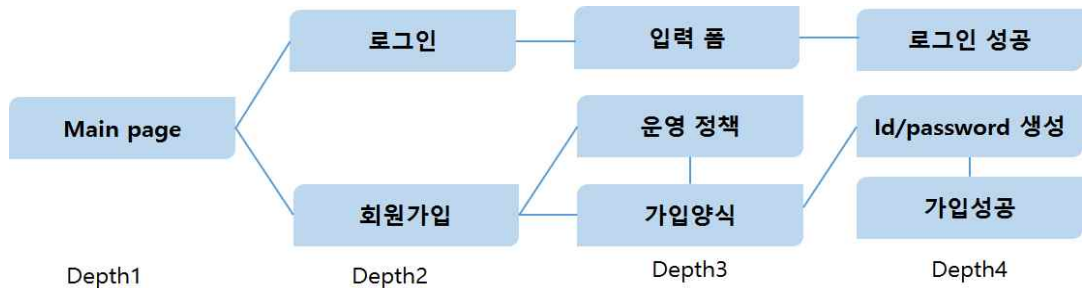 로그인
입력 폼
로그인 성공
Main page
운영 정책
Id/password 생성
회원가입
가입양식
가입성공
Depth1
Depth2
Depth3
Depth4